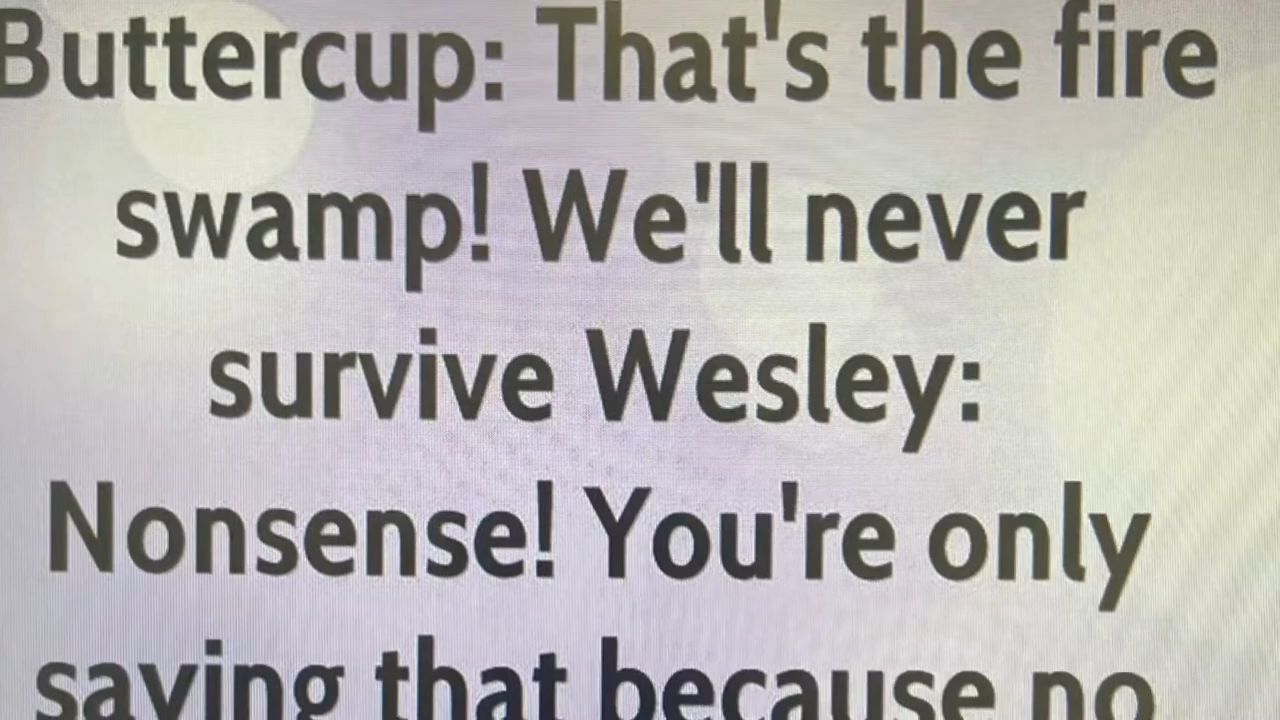 Buttercup: That's the fire
swamp! We'll never
survive Wesley:
Nonsense! You're only
saying that because no